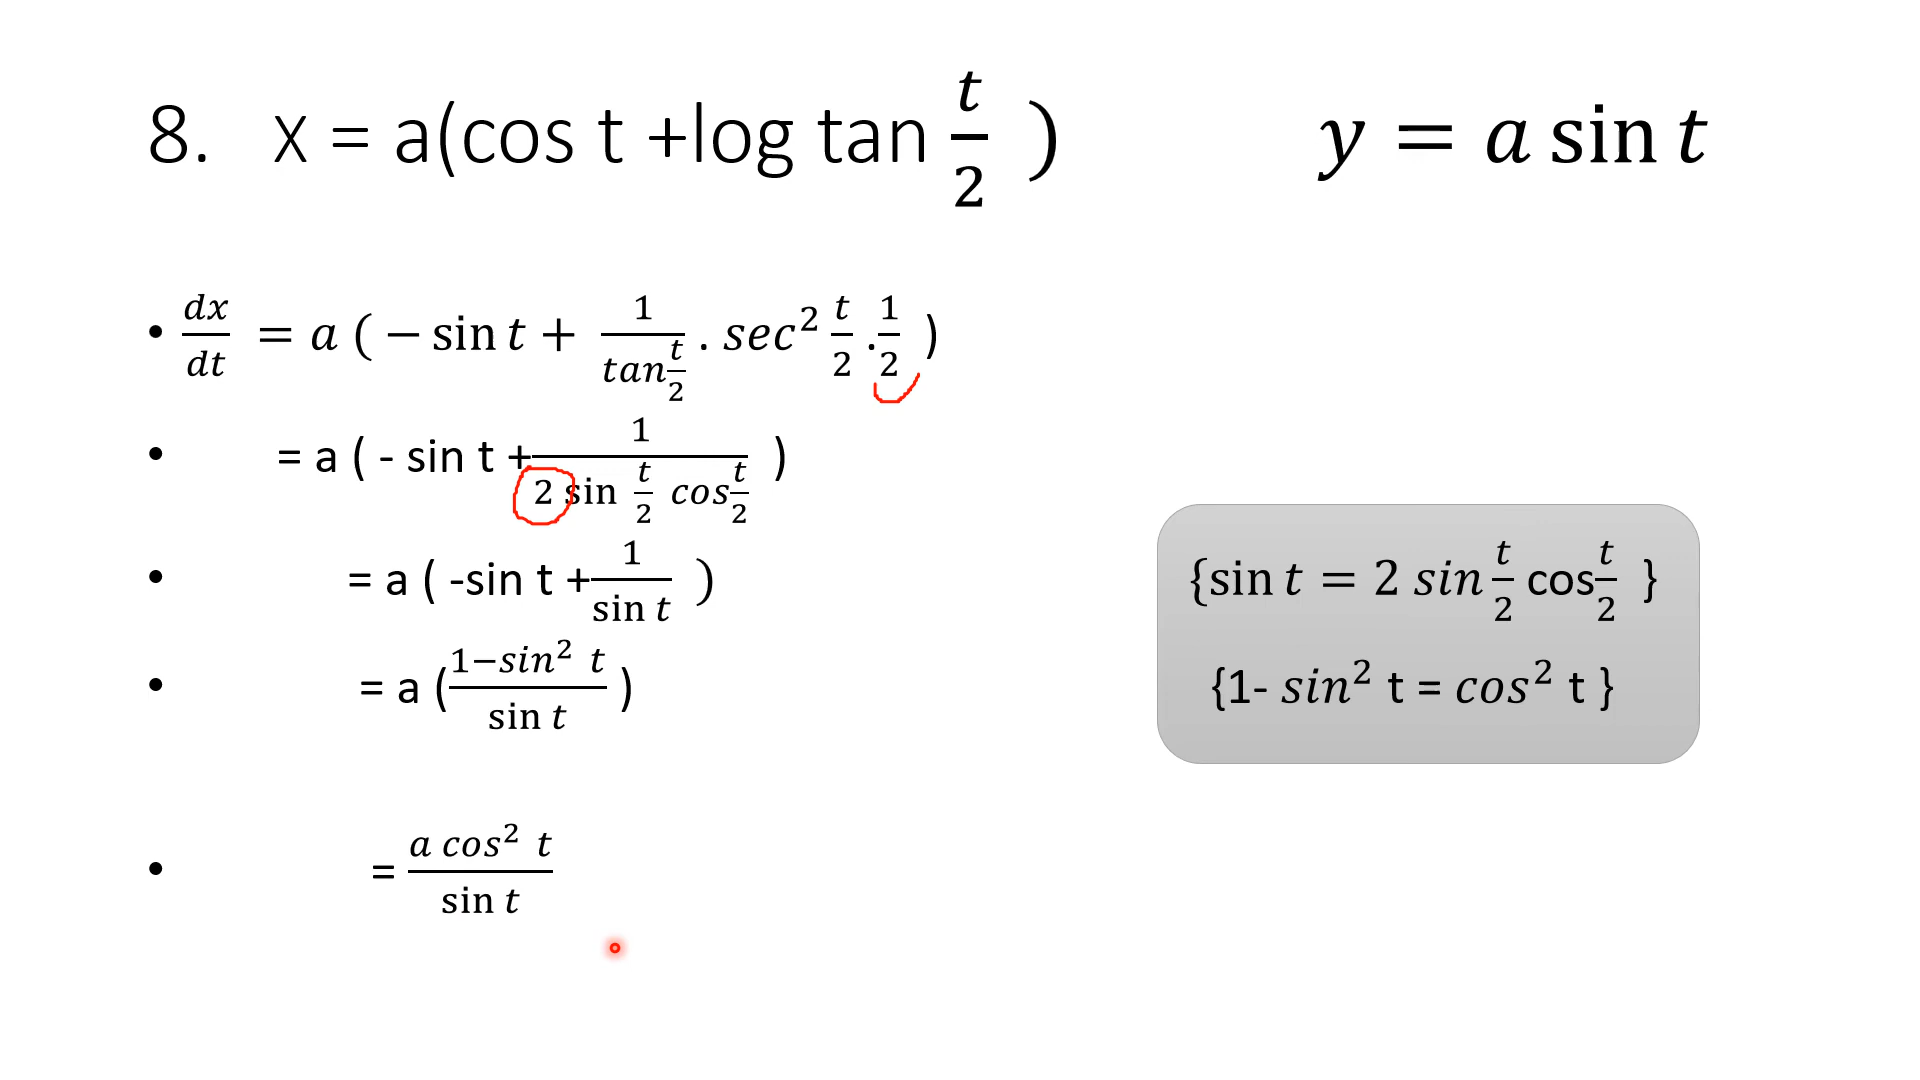 8. x = a(cos t +log tan t/2 ) y = a sin t
• dx/dt = a ( − sin t + 1/(tan t/2) . sec² t/2 . 1/2 )
• = a ( - sin t + 1/(2 sin t/2 cos t/2) )
• = a ( -sin t + 1/(sin t) )
• = a ( (1−sin² t)/(sin t) )
• = (a cos² t)/(sin t)
{sin t = 2 sin t/2 cos t/2 }
{1- sin² t = cos² t }